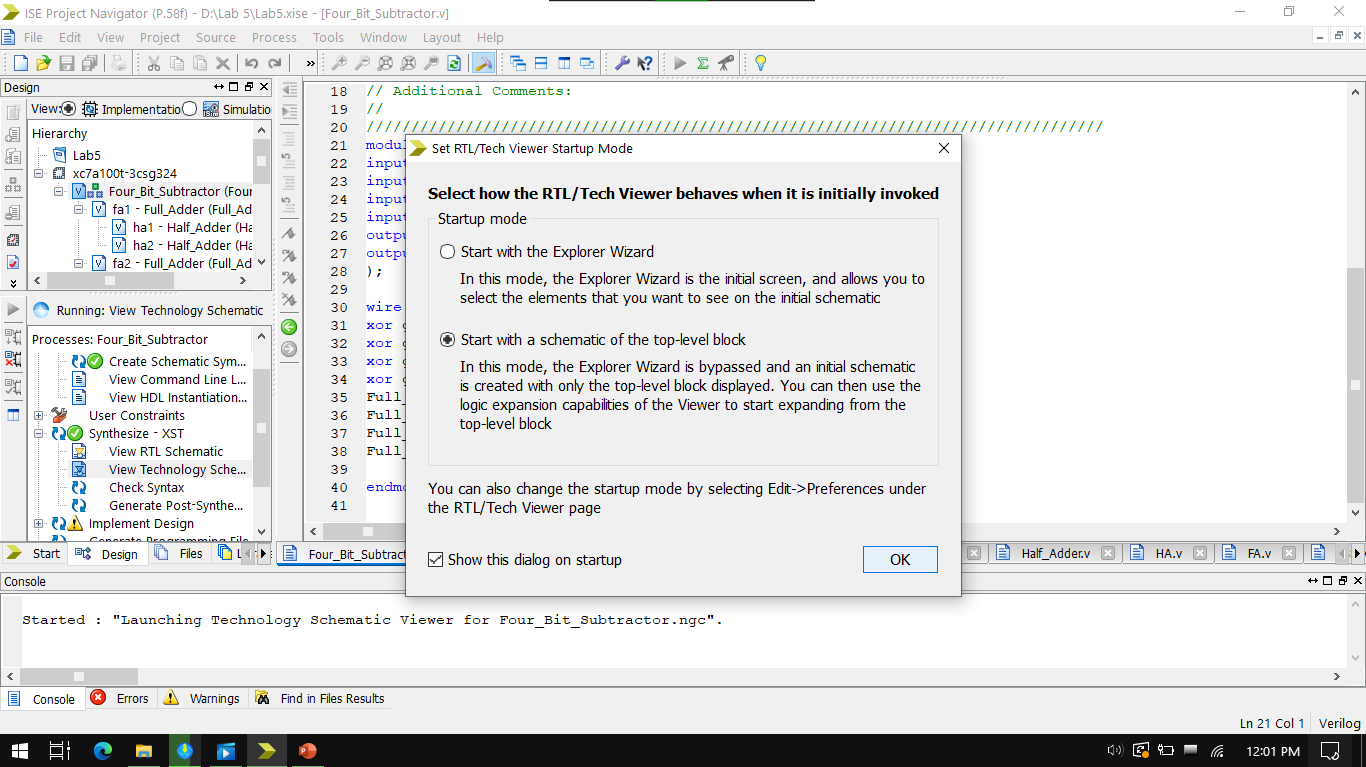 ISE Project Navigator (P.58f) - D:\Lab 5\Lab5.xise - [Four_Bit_Subtractor.v]
File Edit View Project Source Process Tools Window Layout Help
Design
View: Implementatio Simulatio
Hierarchy
Lab5
xc7a100t-3csg324
Four_Bit_Subtractor (Four
fa1 - Full_Adder (Full_Ad
ha1 - Half_Adder (Ha
ha2 - Half_Adder (Ha
fa2 - Full_Adder (Full_Ad
Running: View Technology Schematic
Processes: Four_Bit_Subtractor
Create Schematic Sym...
View Command Line L...
View HDL Instantiation...
User Constraints
Synthesize - XST
View RTL Schematic
View Technology Sche...
Check Syntax
Generate Post-Synthe...
Implement Design
Generate Programming File
Start Design Files L
18 // Additional Comments:
19 //
20 //////////////////////////////////////////////////////////////////////////////////
21 modul
22 input
23 input
24 input
25 input
26 outpu
27 outpu
28 );
29
30 wire
31 xor g
32 xor g
33 xor g
34 xor g
35 Full_
36 Full_
37 Full_
38 Full_
39
40 endmo
41
Four_Bit_Subtrac Half_Adder.v HA.v FA.v
Set RTL/Tech Viewer Startup Mode
Select how the RTL/Tech Viewer behaves when it is initially invoked
Startup mode
Start with the Explorer Wizard
In this mode, the Explorer Wizard is the initial screen, and allows you to
select the elements that you want to see on the initial schematic
Start with a schematic of the top-level block
In this mode, the Explorer Wizard is bypassed and an initial schematic
is created with only the top-level block displayed. You can then use the
logic expansion capabilities of the Viewer to start expanding from the
top-level block
You can also change the startup mode by selecting Edit->Preferences under
the RTL/Tech Viewer page
Show this dialog on startup
OK
Console
Started : "Launching Technology Schematic Viewer for Four_Bit_Subtractor.ngc".
Console Errors Warnings Find in Files Results
Ln 21 Col 1 Verilog
12:01 PM